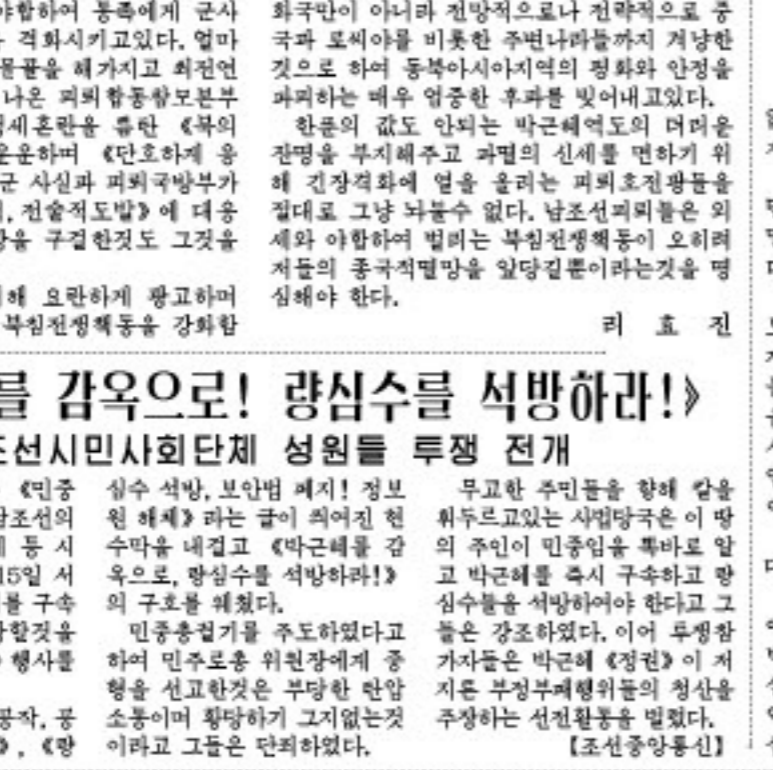 야합하여 동족에게 군사
격화시키고있다. 얼마
몰을 해가지고 최전연
나온 괴뢰합동참모본부
세혼란을 틈탄 《북의
운운하며 《단호하게 응
군 사실과 괴뢰국방부가
, 전술적도발》에 대응
을 구걸한것도 그것을
해 요란하게 광고하며
북침전쟁책동을 강화함
화국만이 아니라 전망적으로나 전략적으로 중
국과 로씨야를 비롯한 주변나라들까지 겨냥한
것으로 하여 동북아시아지역의 평화와 안정을
파괴하는 매우 엄중한 후과를 빚어내고있다.
한푼의 값도 안되는 박근혜역도의 더러운
잔명을 부지해주고 파멸의 신세를 면하기 위
해 긴장격화에 열을 올리는 괴뢰호전광들을
절대로 그냥 놔둘수 없다. 남조선괴뢰들은 외
세와 야합하여 벌리는 북침전쟁책동이 오히려
저들의 종국적멸망을 앞당길뿐이라는것을 명
심해야 한다.
리 효 진
를 감옥으로! 량심수를 석방하라!》
조선시민사회단체 성원들 투쟁 전개
《민중
남조선의
등 시
15일 서
를 구속
할것을
행사를
공작, 공
》, 《량
심수 석방, 보안법 폐지! 정보
원 해체》라는 글이 씌여진 현
수막을 내걸고 《박근혜를 감
옥으로, 량심수를 석방하라!》
의 구호를 웨쳤다.
민중총궐기를 주도하였다고
하여 민주로총 위원장에게 중
형을 선고한것은 부당한 탄압
소동이며 황당하기 그지없는것
이라고 그들은 단죄하였다.
무고한 주민들을 향해 칼을
휘두르고있는 사법당국은 이 땅
의 주인이 민중임을 똑바로 알
고 박근혜를 즉시 구속하고 량
심수들을 석방하여야 한다고 그
들은 강조하였다. 이어 투쟁참
가자들은 박근혜 《정권》이 저
지른 부정부패행위들의 청산을
주장하는 선전활동을 벌렸다.
【조선중앙통신】